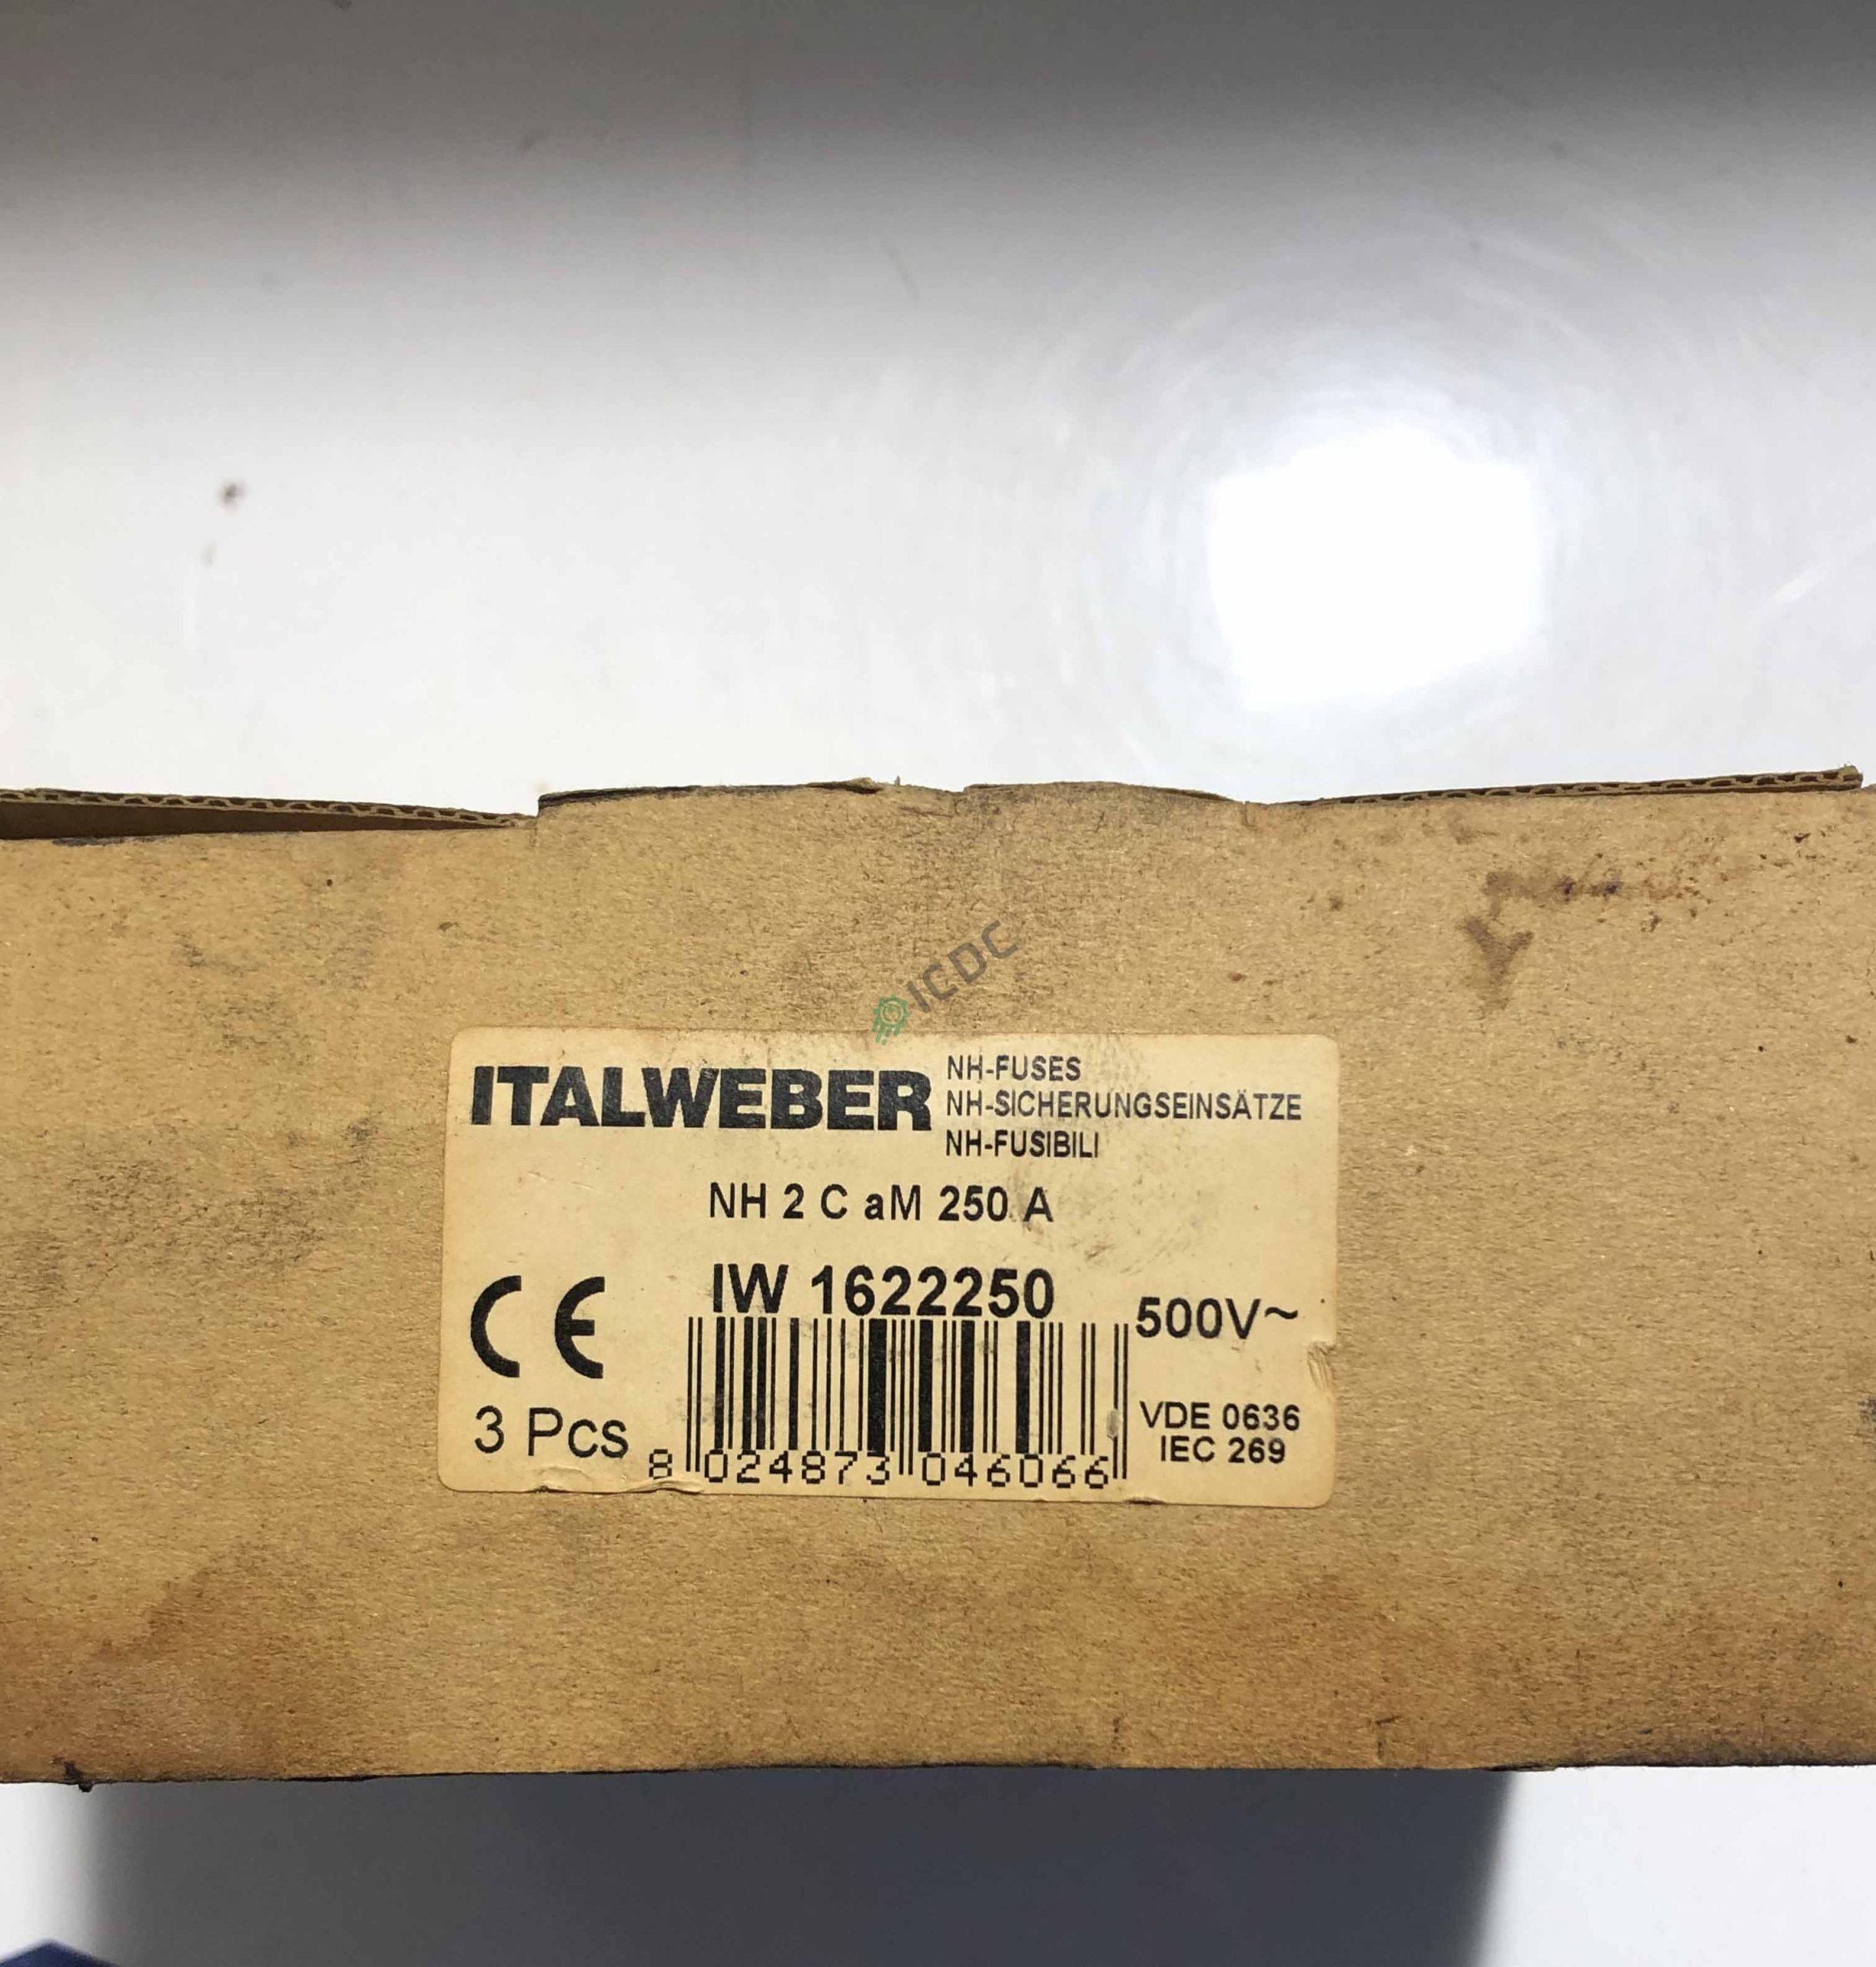 ICDC
ITALWEBER
NH-FUSES
NH-SICHERUNGSEINSÄTZE
NH-FUSIBILI
NH 2 C aM 250 A
IW 1622250
CE
500V~
3 Pcs
8 024873 046066
VDE 0636
IEC 269